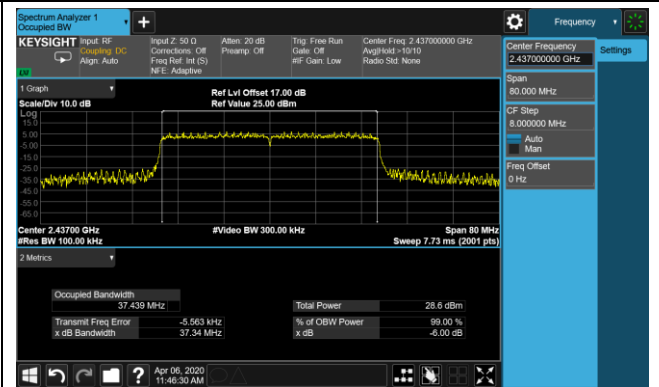 Spectrum Analyzer 1
Occupied BW
Frequency
KEYSIGHT
Input: RF
Coupling: DC
Align: Auto
Input Z: 50 Ω
Corrections: Off
Freq Ref: Int (S)
NFE: Adaptive
Atten: 20 dB
Preamp: Off
Trig: Free Run
Gate: Off
#IF Gain: Low
Center Freq: 2.437000000 GHz
Avg|Hold:>10/10
Radio Std: None
LV
Center Frequency
2.437000000 GHz
Settings
Span
80.000 MHz
CF Step
8.000000 MHz
Auto
Man
Freq Offset
0 Hz
1 Graph
Scale/Div 10.0 dB
Ref Lvl Offset 17.00 dB
Ref Value 25.00 dBm
Log
15.0
5.00
-5.00
-15.0
-25.0
-35.0
-45.0
-55.0
-65.0
Center 2.43700 GHz
#Video BW 300.00 kHz
Span 80 MHz
#Res BW 100.00 kHz
Sweep 7.73 ms (2001 pts)
2 Metrics
Occupied Bandwidth
37.439 MHz
Total Power 28.6 dBm
Transmit Freq Error -5.563 kHz
% of OBW Power 99.00 %
x dB Bandwidth 37.34 MHz
x dB -6.00 dB
Apr 06, 2020
11:46:30 AM